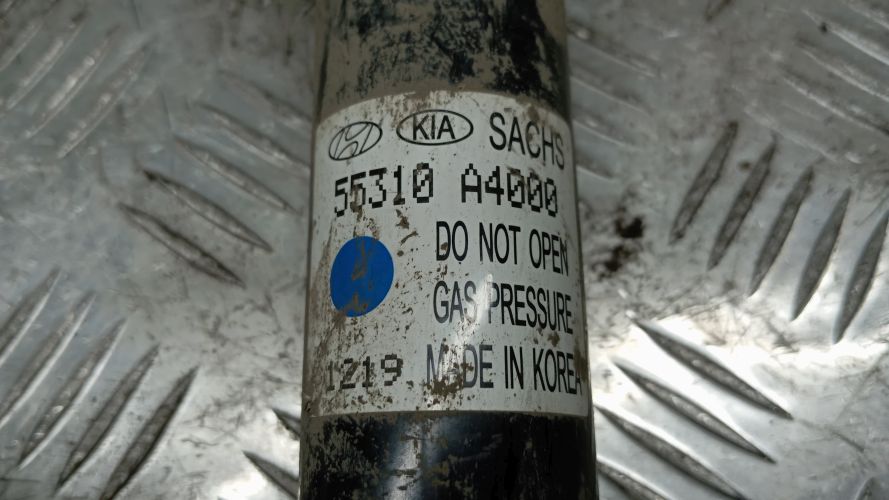 KIA SACHS
55310 A4000
DO NOT OPEN
GAS PRESSURE
1219 MADE IN KOREA